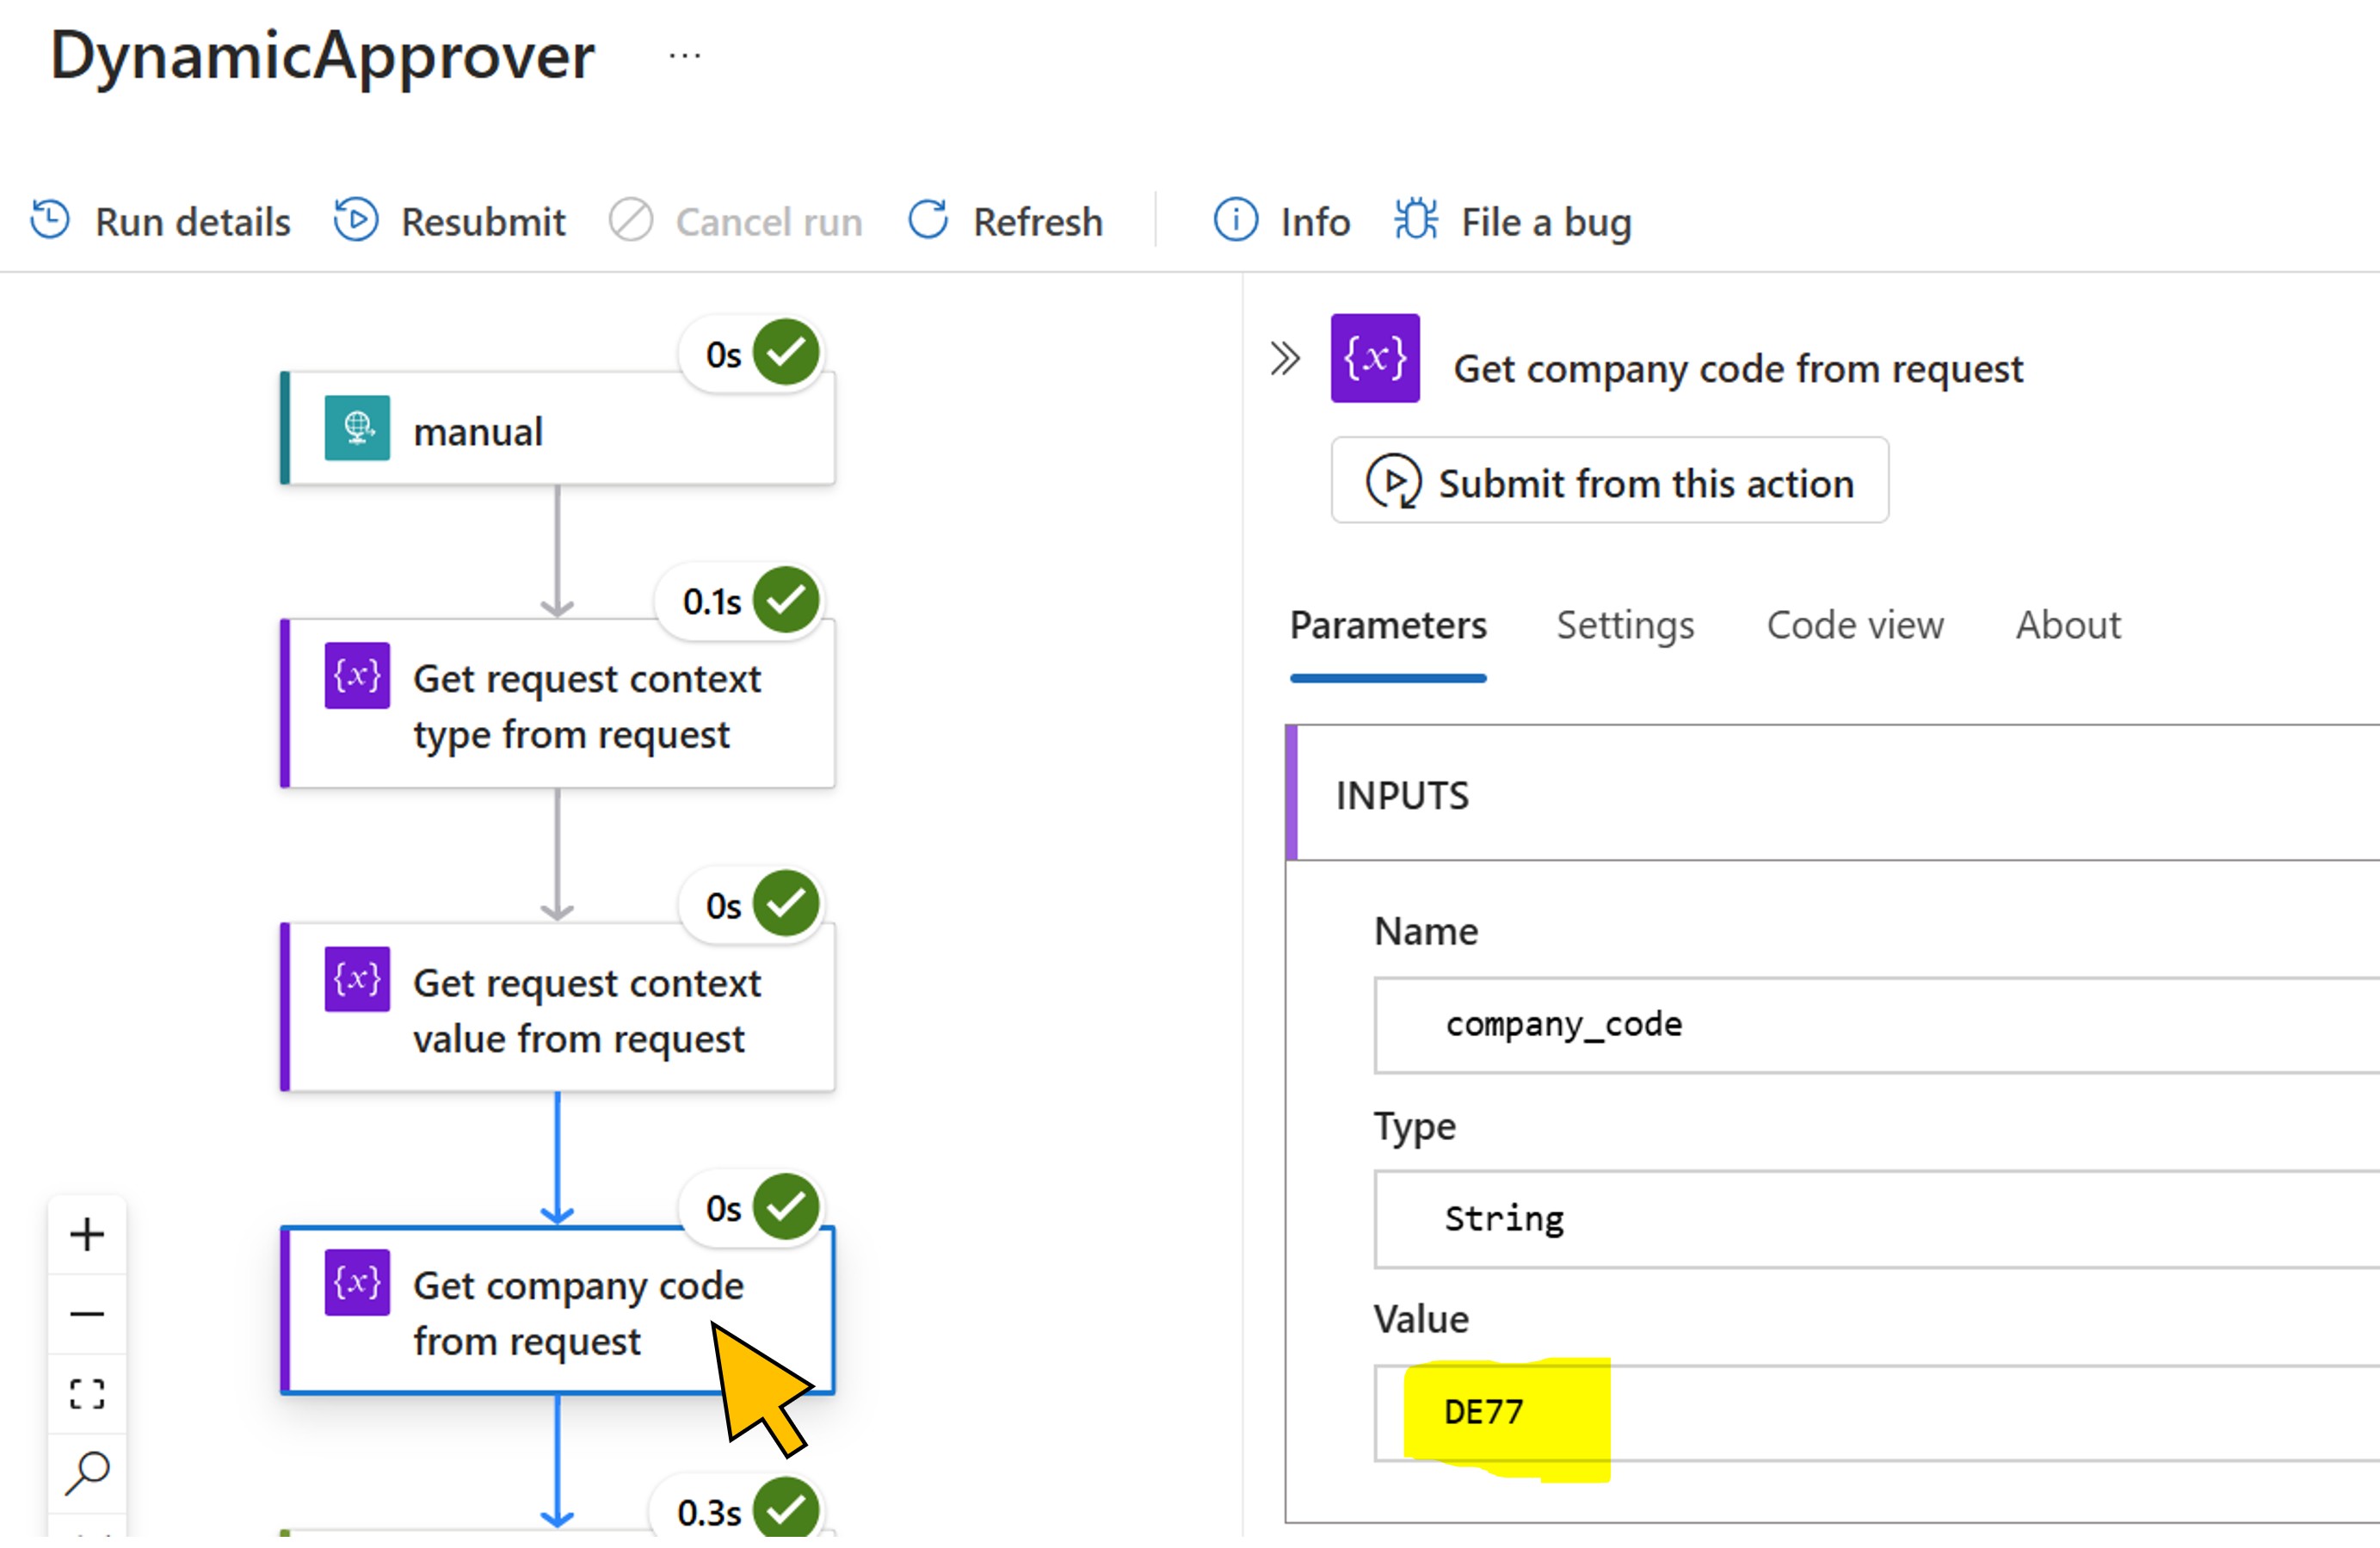 DynamicApprover ...
Run details Resubmit Cancel run Refresh Info File a bug
0s
manual
0.1s
{x} Get request context
type from request
0s
{x} Get request context
value from request
0s
{x} Get company code
from request
0.3s
{x} Get company code from request
Submit from this action
Parameters Settings Code view About
INPUTS
Name
company_code
Type
String
Value
DE77